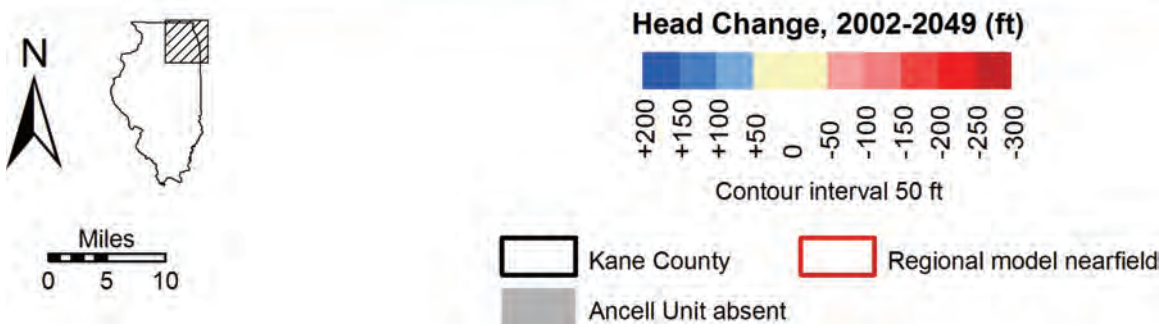 N
Miles
0 5 10
Head Change, 2002-2049 (ft)
+200 +150 +100 +50 0 -50 -100 -150 -200 -250 -300
Contour interval 50 ft
Kane County
Regional model nearfield
Ancell Unit absent